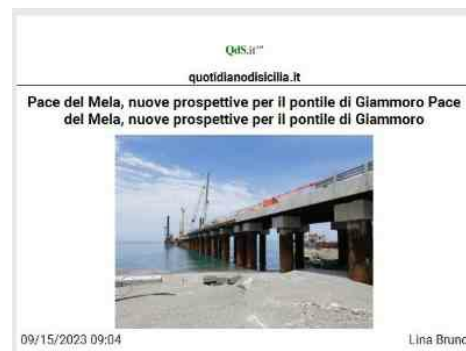 QdS.it
quotidianodisicilia.it
Pace del Mela, nuove prospettive per il pontile di Giammoro Pace
del Mela, nuove prospettive per il pontile di Giammoro
09/15/2023 09:04
Lina Bruno